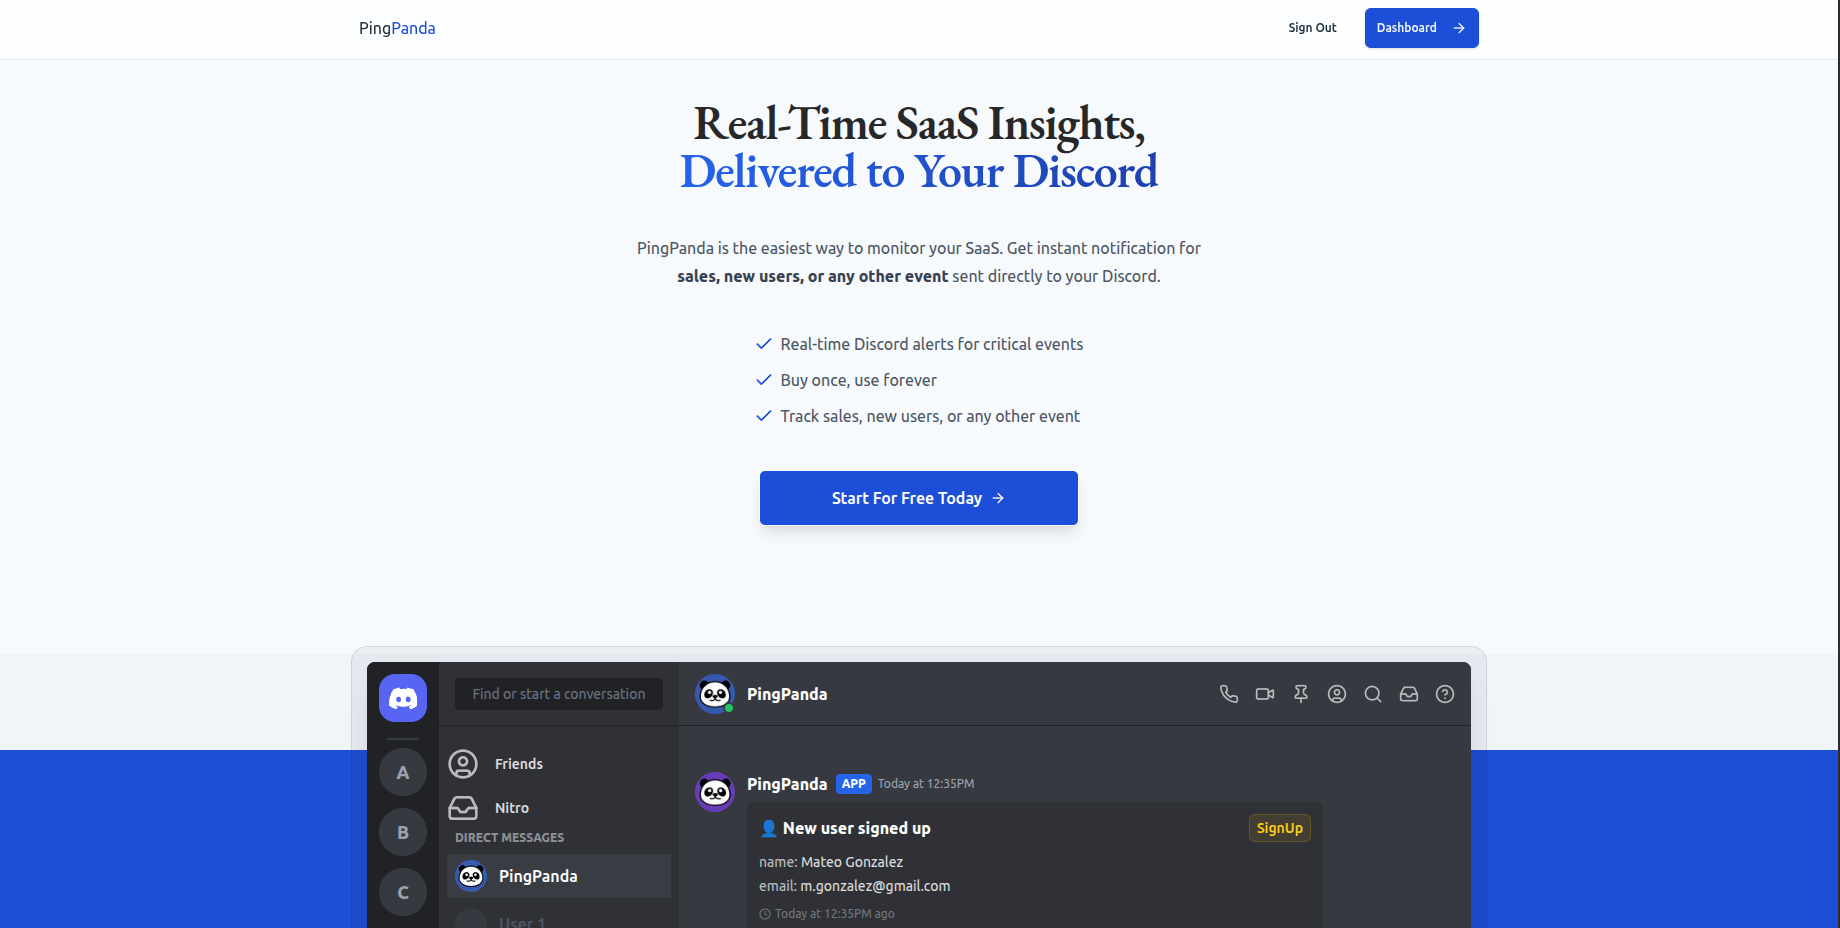 PingPanda
Sign Out
Dashboard
Real-Time SaaS Insights,
Delivered to Your Discord
PingPanda is the easiest way to monitor your SaaS. Get instant notification for
sales, new users, or any other event sent directly to your Discord.
Real-time Discord alerts for critical events
Buy once, use forever
Track sales, new users, or any other event
Start For Free Today
Find or start a conversation
PingPanda
Friends
A
Nitro
B
DIRECT MESSAGES
PingPanda
C
User 1
PingPanda APP Today at 12:35PM
New user signed up
SignUp
name: Mateo Gonzalez
email: m.gonzalez@gmail.com
Today at 12:35PM ago